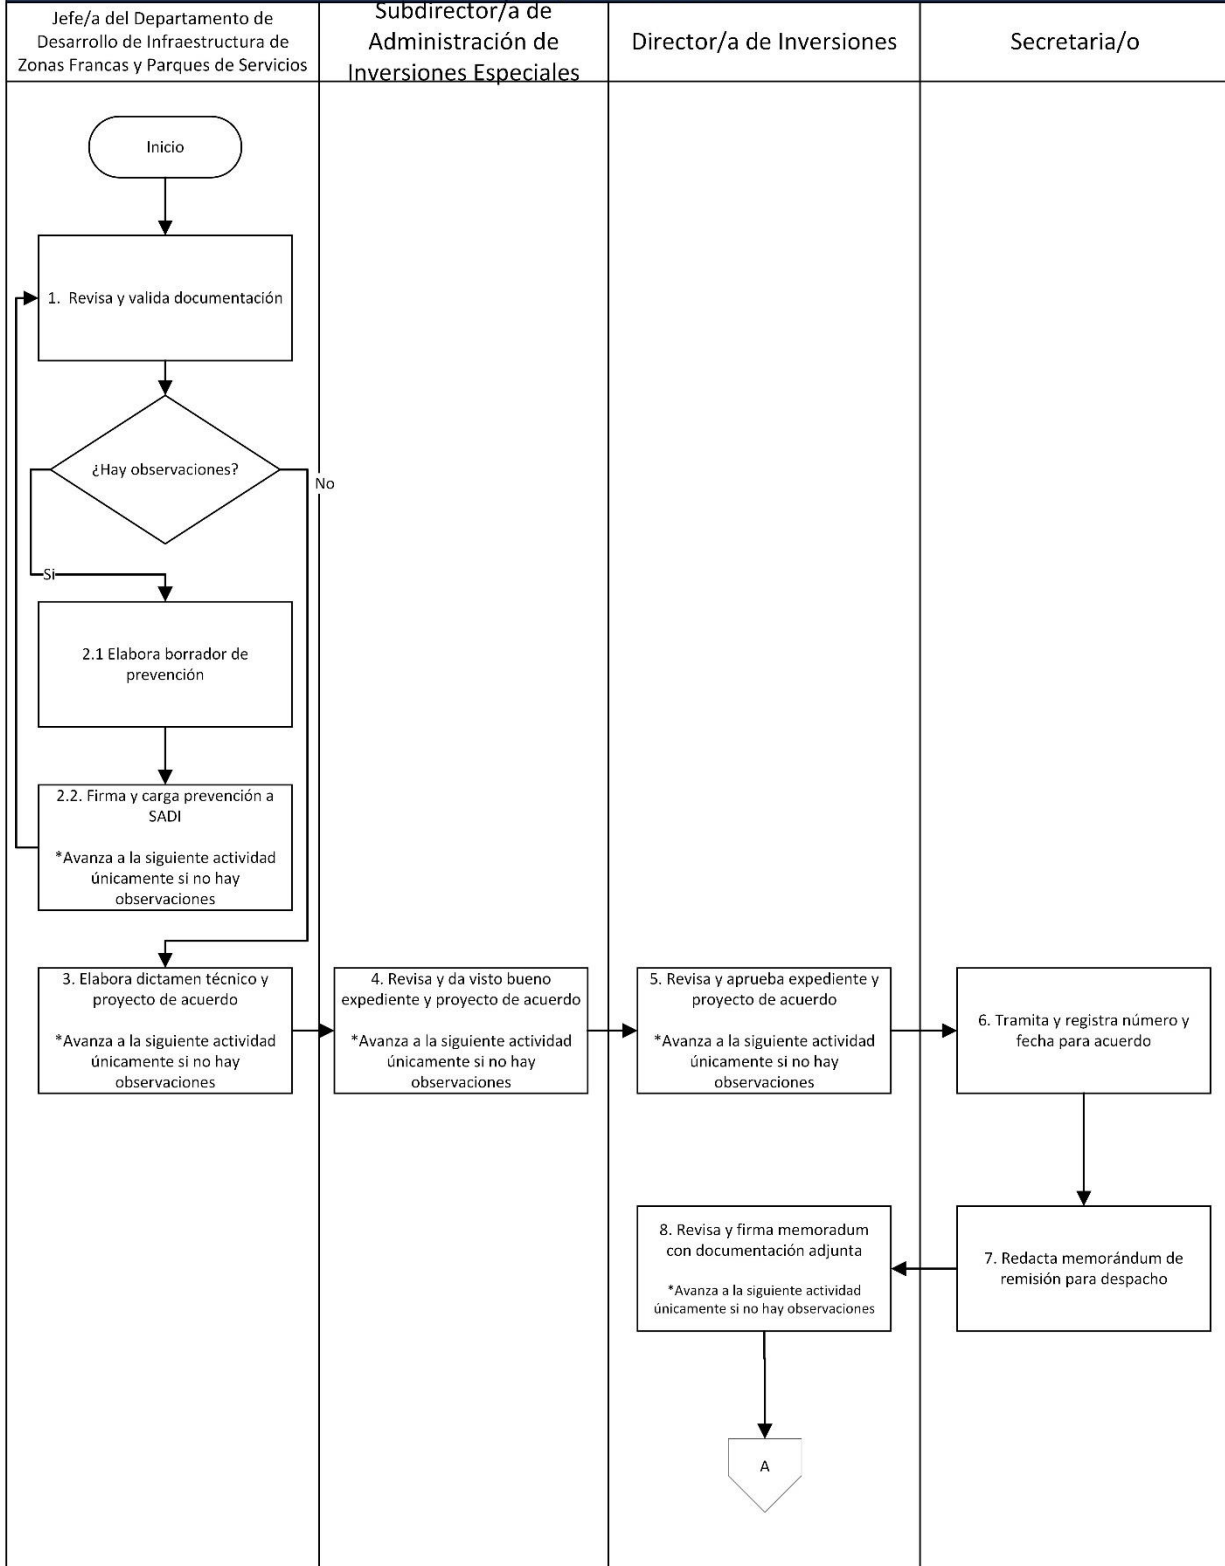 Jefe/a del Departamento de
Desarrollo de Infraestructura de
Zonas Francas y Parques de Servicios
Subdirector/a de
Administración de
Inversiones Especiales
Director/a de Inversiones
Secretaria/o
Inicio
1. Revisa y valida documentación
¿Hay observaciones?
No
Si
2.1 Elabora borrador de
prevención
2.2. Firma y carga prevención a
SADI
*Avanza a la siguiente actividad
únicamente si no hay
observaciones
3. Elabora dictamen técnico y
proyecto de acuerdo
*Avanza a la siguiente actividad
únicamente si no hay
observaciones
4. Revisa y da visto bueno
expediente y proyecto de acuerdo
*Avanza a la siguiente actividad
únicamente si no hay
observaciones
5. Revisa y aprueba expediente y
proyecto de acuerdo
*Avanza a la siguiente actividad
únicamente si no hay
observaciones
6. Tramita y registra número y
fecha para acuerdo
8. Revisa y firma memoradum
con documentación adjunta
*Avanza a la siguiente actividad
únicamente si no hay observaciones
7. Redacta memorándum de
remisión para despacho
A